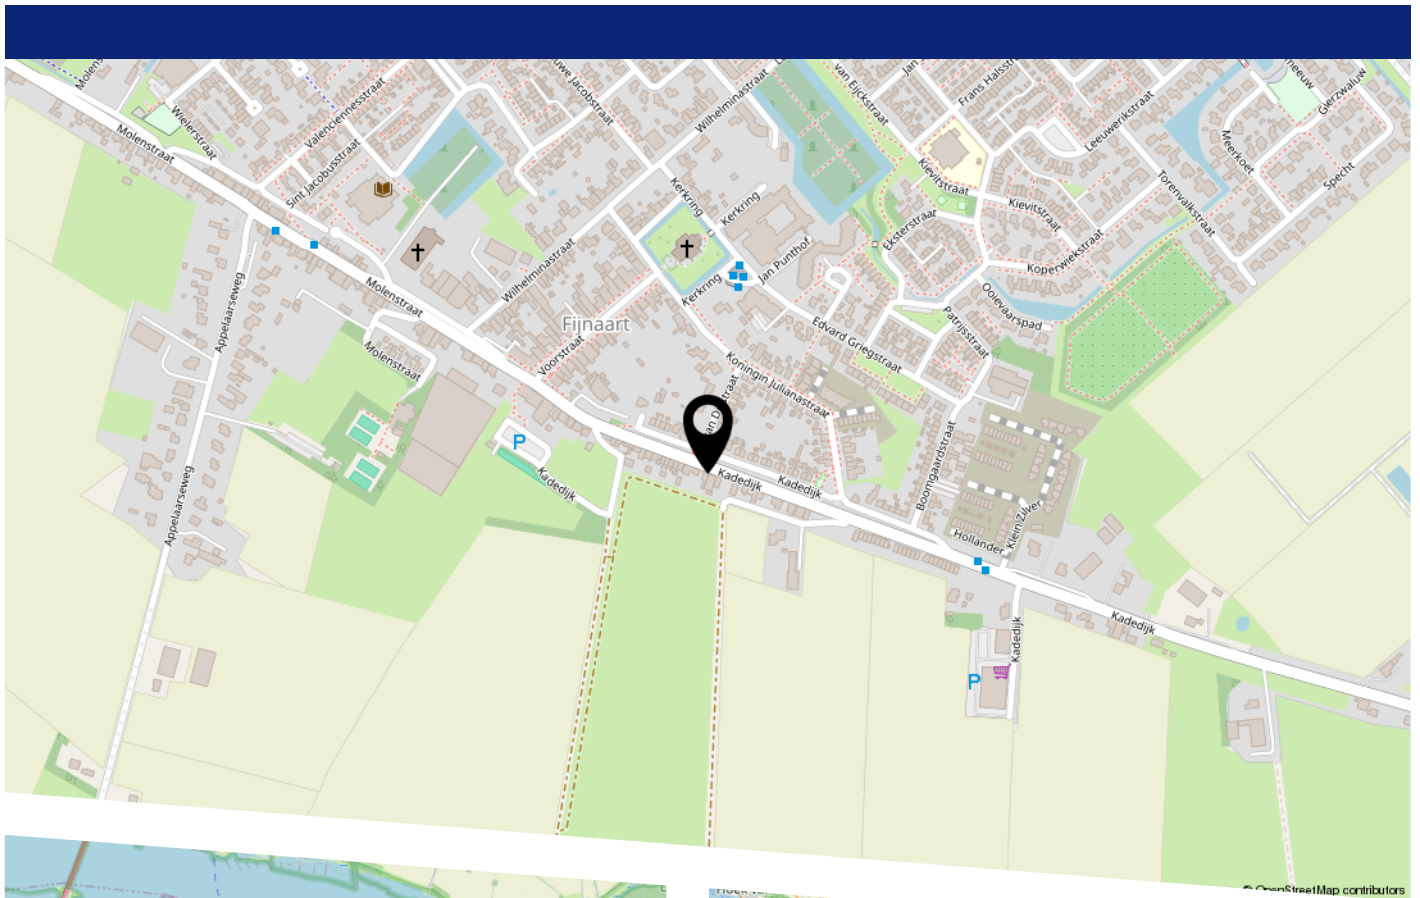 Molenstraat
Wielerstraat
Valenciennesstraat
Sint Jacobusstraat
Wilhelminastraat
van Eijckstraat
Frans Halsstr
Leeuwerikstraat
Meerkoet
Gierzwaluw
Specht
Torenvalkstraat
Kievitstraat
Kievitstraat
Koperwiekstraat
Eksterstraat
Ooievaarspad
Patrijsstraat
Kerkring
Kerkring
Kerkring
Jan Punthof
Edvard Griegstraat
Koningin Julianastraat
Wilhelminastraat
Fijnaart
Voorstraat
Molenstraat
Molenstraat
Appelaarseweg
Appelaarseweg
P
Kadedijk
Kadedijk
Kadedijk
Boomgaardstraat
Klein Zilver
Hollander
Kadedijk
Kadedijk
P
© OpenStreetMap contributors